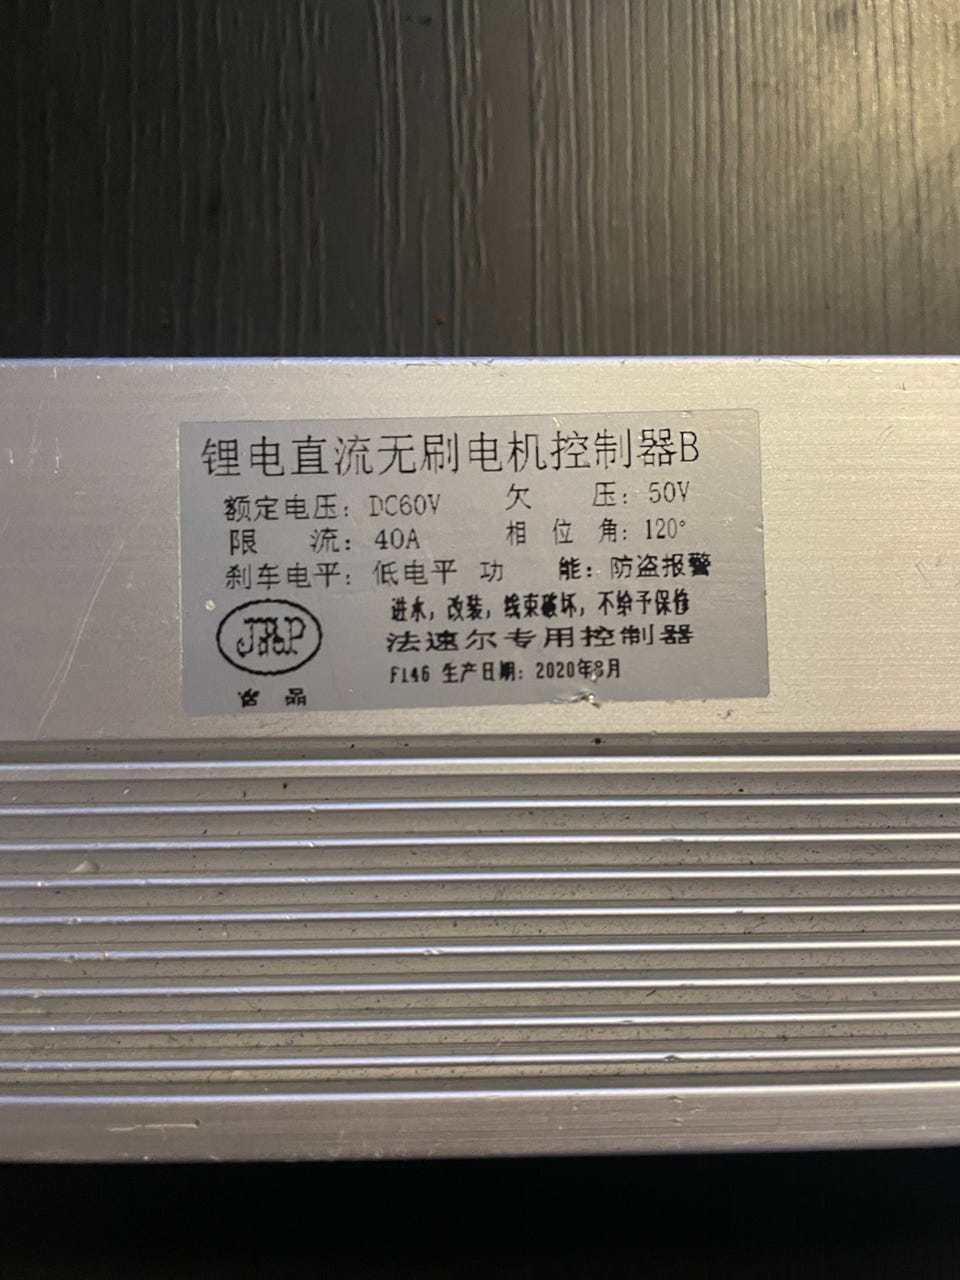 锂电直流无刷电机控制器B
额定电压：DC60V 欠 压：50V
限 流：40A 相 位 角：120°
刹车电平：低电平 功 能：防盗报警
进水，改装，线束破坏，不给予保修
法速尔专用控制器
F146 生产日期：2020年8月
品